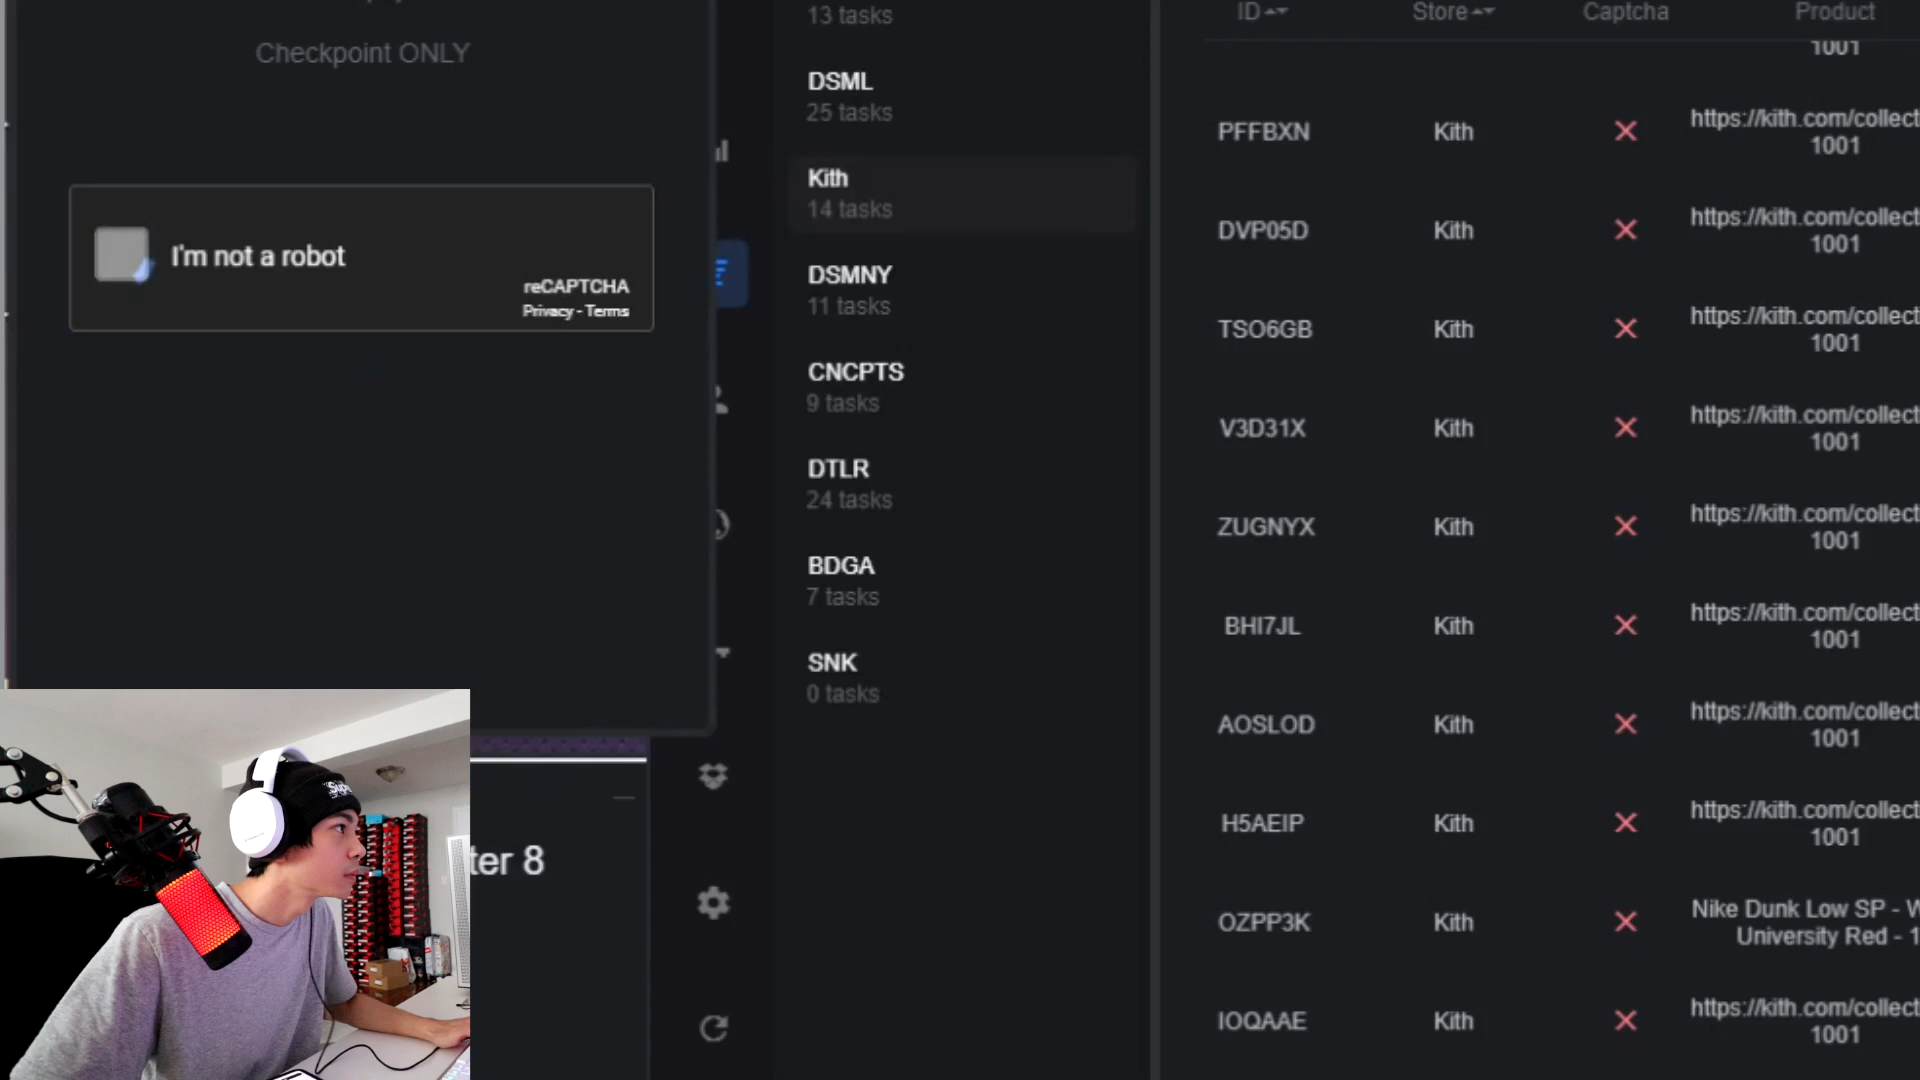 Checkpoint ONLY
I'm not a robot
reCAPTCHA
Privacy - Terms
ter 8
13 tasks
DSML
25 tasks
Kith
14 tasks
DSMNY
11 tasks
CNCPTS
9 tasks
DTLR
24 tasks
BDGA
7 tasks
SNK
0 tasks
ID Store Captcha Product
1001
PFFBXN Kith https://kith.com/collect
1001
DVP05D Kith https://kith.com/collect
1001
TSO6GB Kith https://kith.com/collect
1001
V3D31X Kith https://kith.com/collect
1001
ZUGNYX Kith https://kith.com/collect
1001
BHI7JL Kith https://kith.com/collect
1001
AOSLOD Kith https://kith.com/collect
1001
H5AEIP Kith https://kith.com/collect
1001
OZPP3K Kith Nike Dunk Low SP - W
University Red - 1
IOQAAE Kith https://kith.com/collect
1001